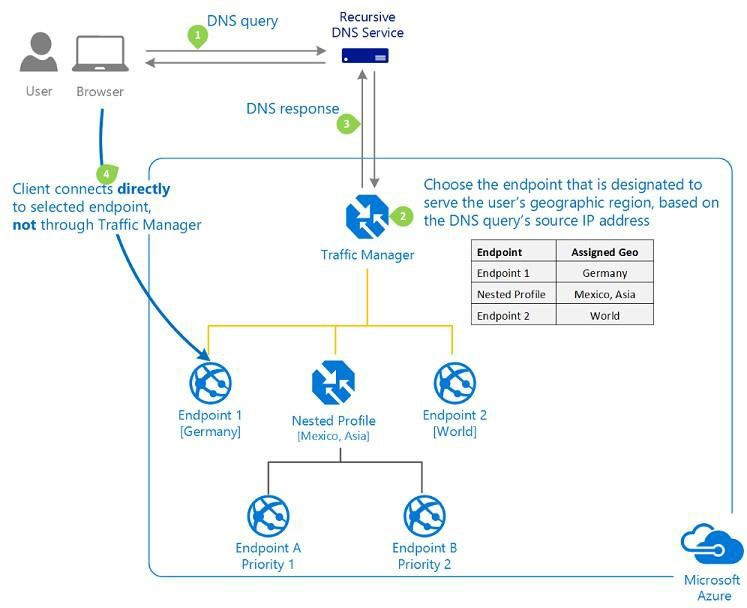 Recursive
DNS Service
DNS query
1
User
Browser
DNS response
3
4
Client connects directly
to selected endpoint,
not through Traffic Manager
2
Choose the endpoint that is designated to
serve the user's geographic region, based on
the DNS query's source IP address
Traffic Manager
Endpoint Assigned Geo
Endpoint 1 Germany
Nested Profile Mexico, Asia
Endpoint 2 World
Endpoint 1
[Germany]
Nested Profile
[Mexico, Asia]
Endpoint 2
[World]
Endpoint A
Priority 1
Endpoint B
Priority 2
Microsoft
Azure